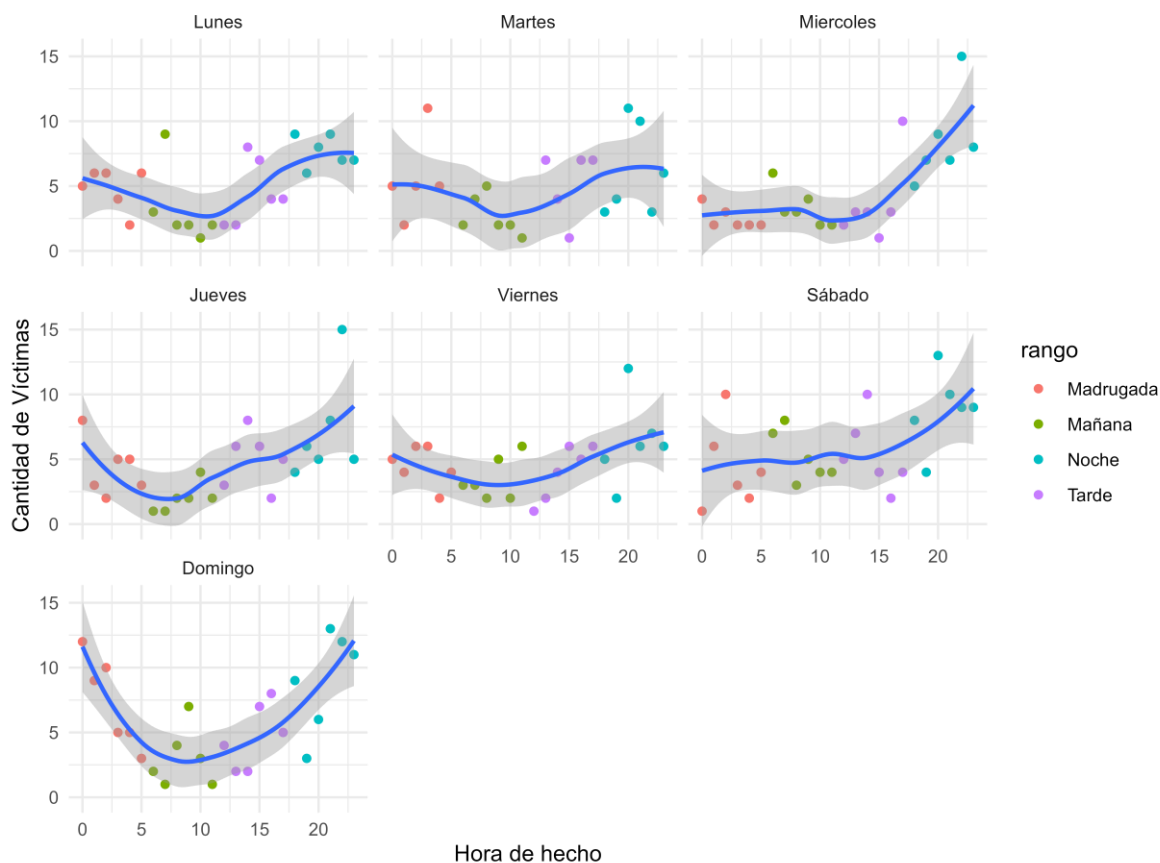 Lunes
Martes
Miercoles
15
10
5
0
Jueves
Viernes
Sábado
15
10
5
0
0
5
10
15
20
0
5
10
15
20
Domingo
15
10
5
0
0
5
10
15
20
Cantidad de Víctimas
Hora de hecho
rango
Madrugada
Mañana
Noche
Tarde